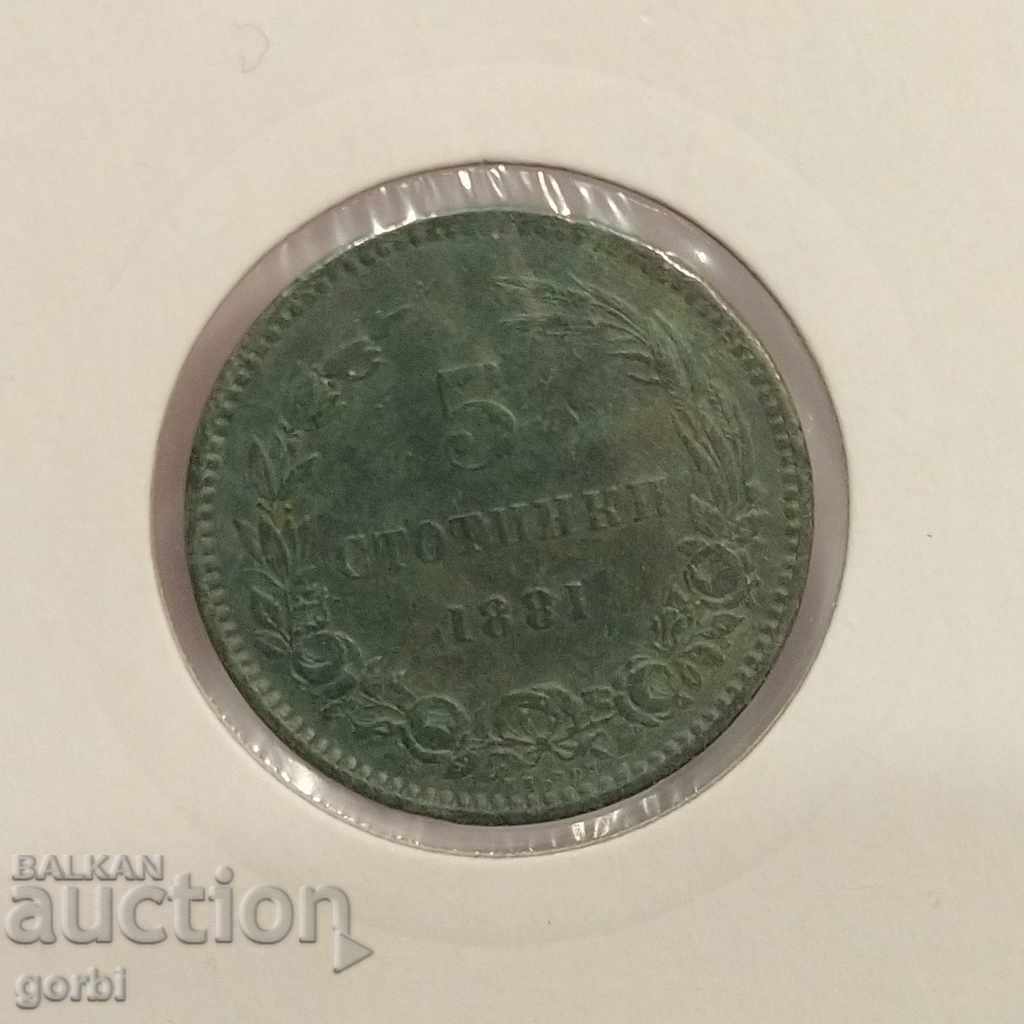 5
СТОТИНКИ
1881
BALKAN
auction
gorbi